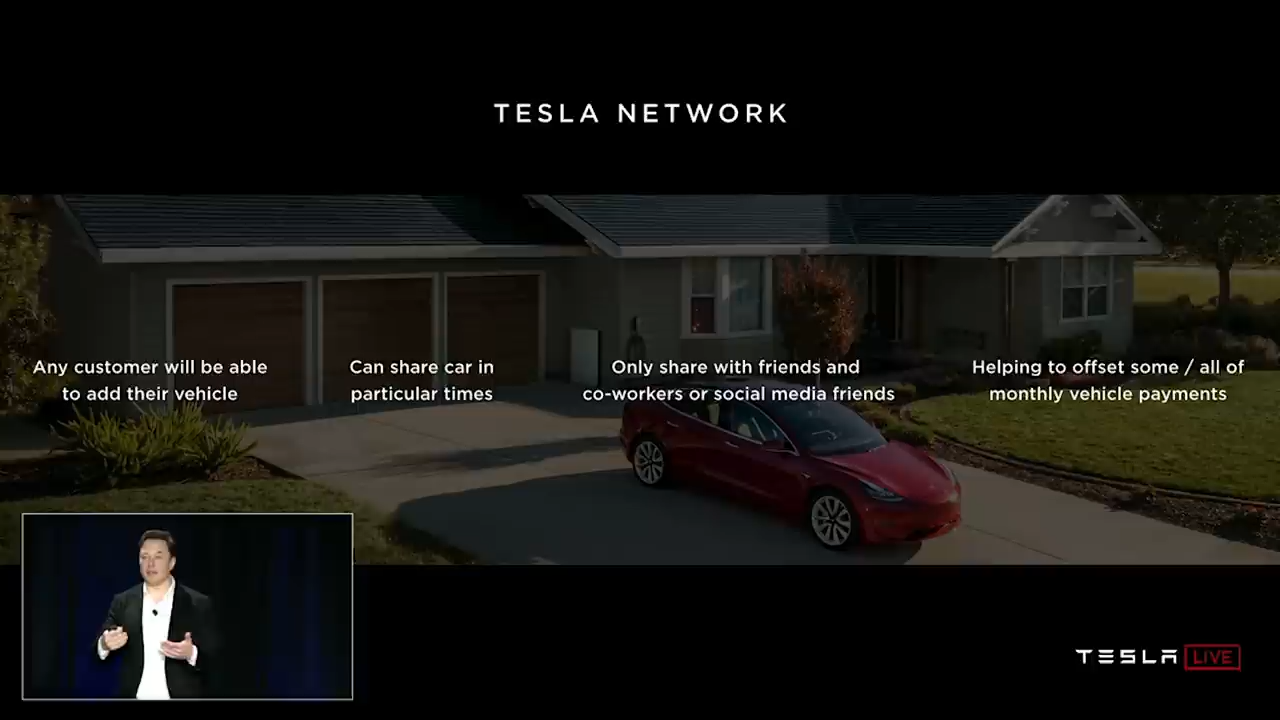 TESLA NETWORK
Any customer will be able
to add their vehicle
Can share car in
particular times
Only share with friends and
co-workers or social media friends
Helping to offset some / all of
monthly vehicle payments
TESLA LIVE